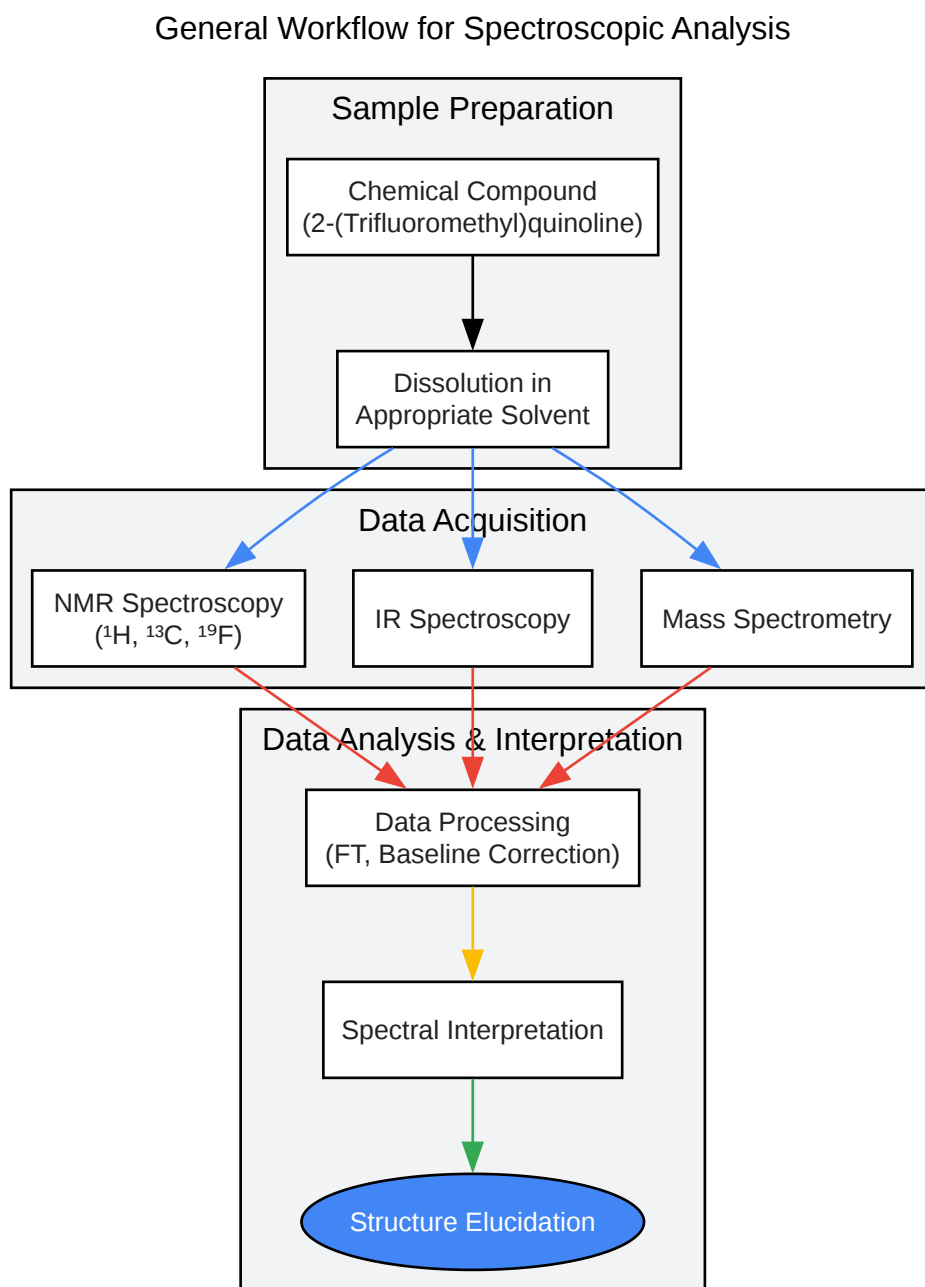 General Workflow for Spectroscopic Analysis
Sample Preparation
Chemical Compound
(2-(Trifluoromethyl)quinoline)
Dissolution in
Appropriate Solvent
Data Acquisition
NMR Spectroscopy
(¹H, ¹³C, ¹⁹F)
IR Spectroscopy
Mass Spectrometry
Data Analysis & Interpretation
Data Processing
(FT, Baseline Correction)
Spectral Interpretation
Structure Elucidation